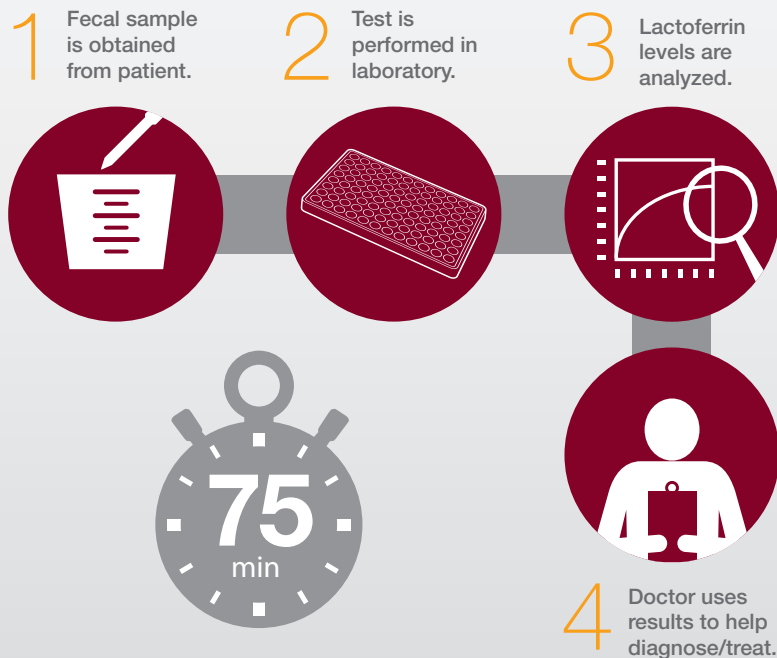 1
Fecal sample
is obtained
from patient.
2
Test is
performed in
laboratory.
3
Lactoferrin
levels are
analyzed.
75
min
4
Doctor uses
results to help
diagnose/treat.